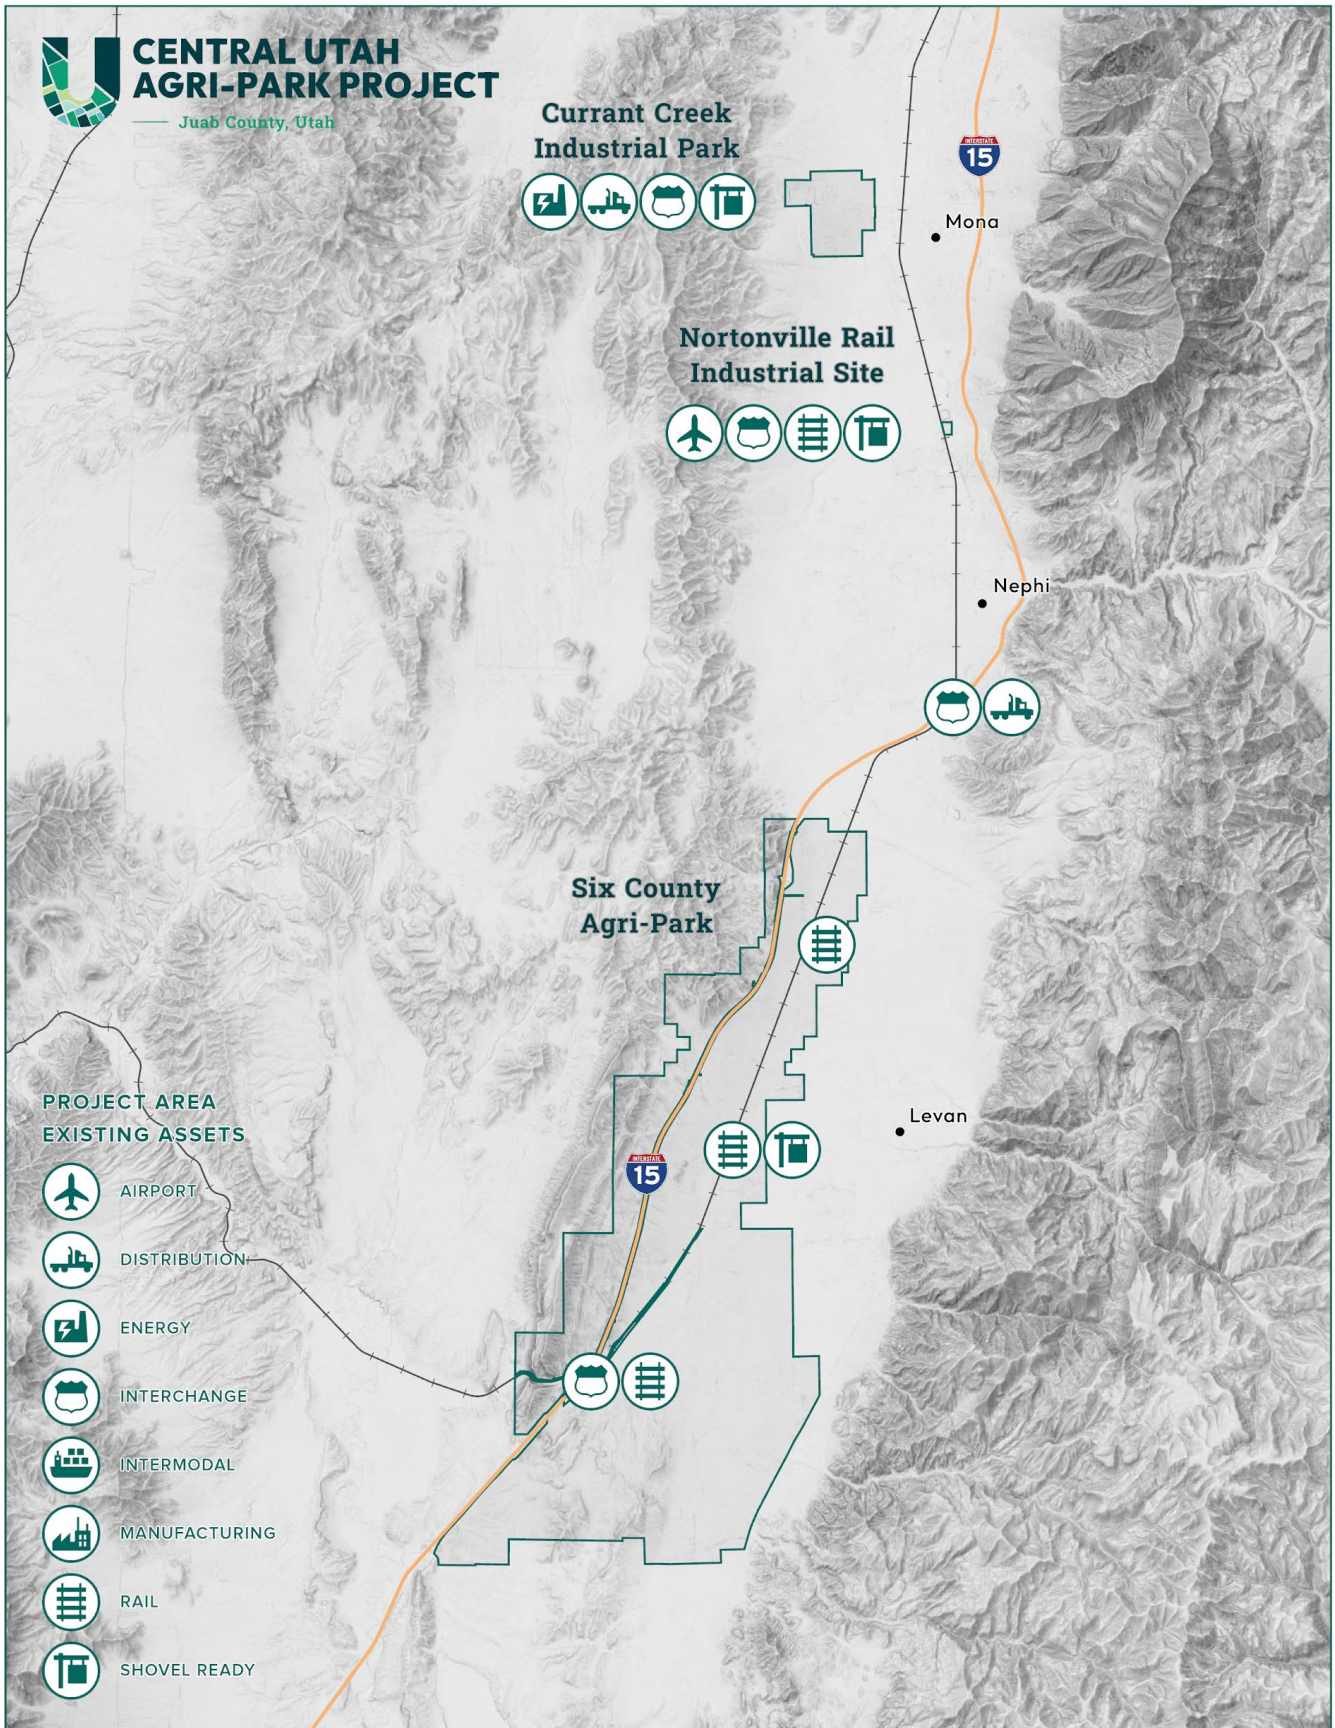 CENTRAL UTAH
AGRI-PARK PROJECT
Juab County, Utah
Currant Creek
Industrial Park
INTERSTATE
15
Mona
Nortonville Rail
Industrial Site
Nephi
Six County
Agri-Park
Levan
INTERSTATE
15
PROJECT AREA
EXISTING ASSETS
AIRPORT
DISTRIBUTION
ENERGY
INTERCHANGE
INTERMODAL
MANUFACTURING
RAIL
SHOVEL READY